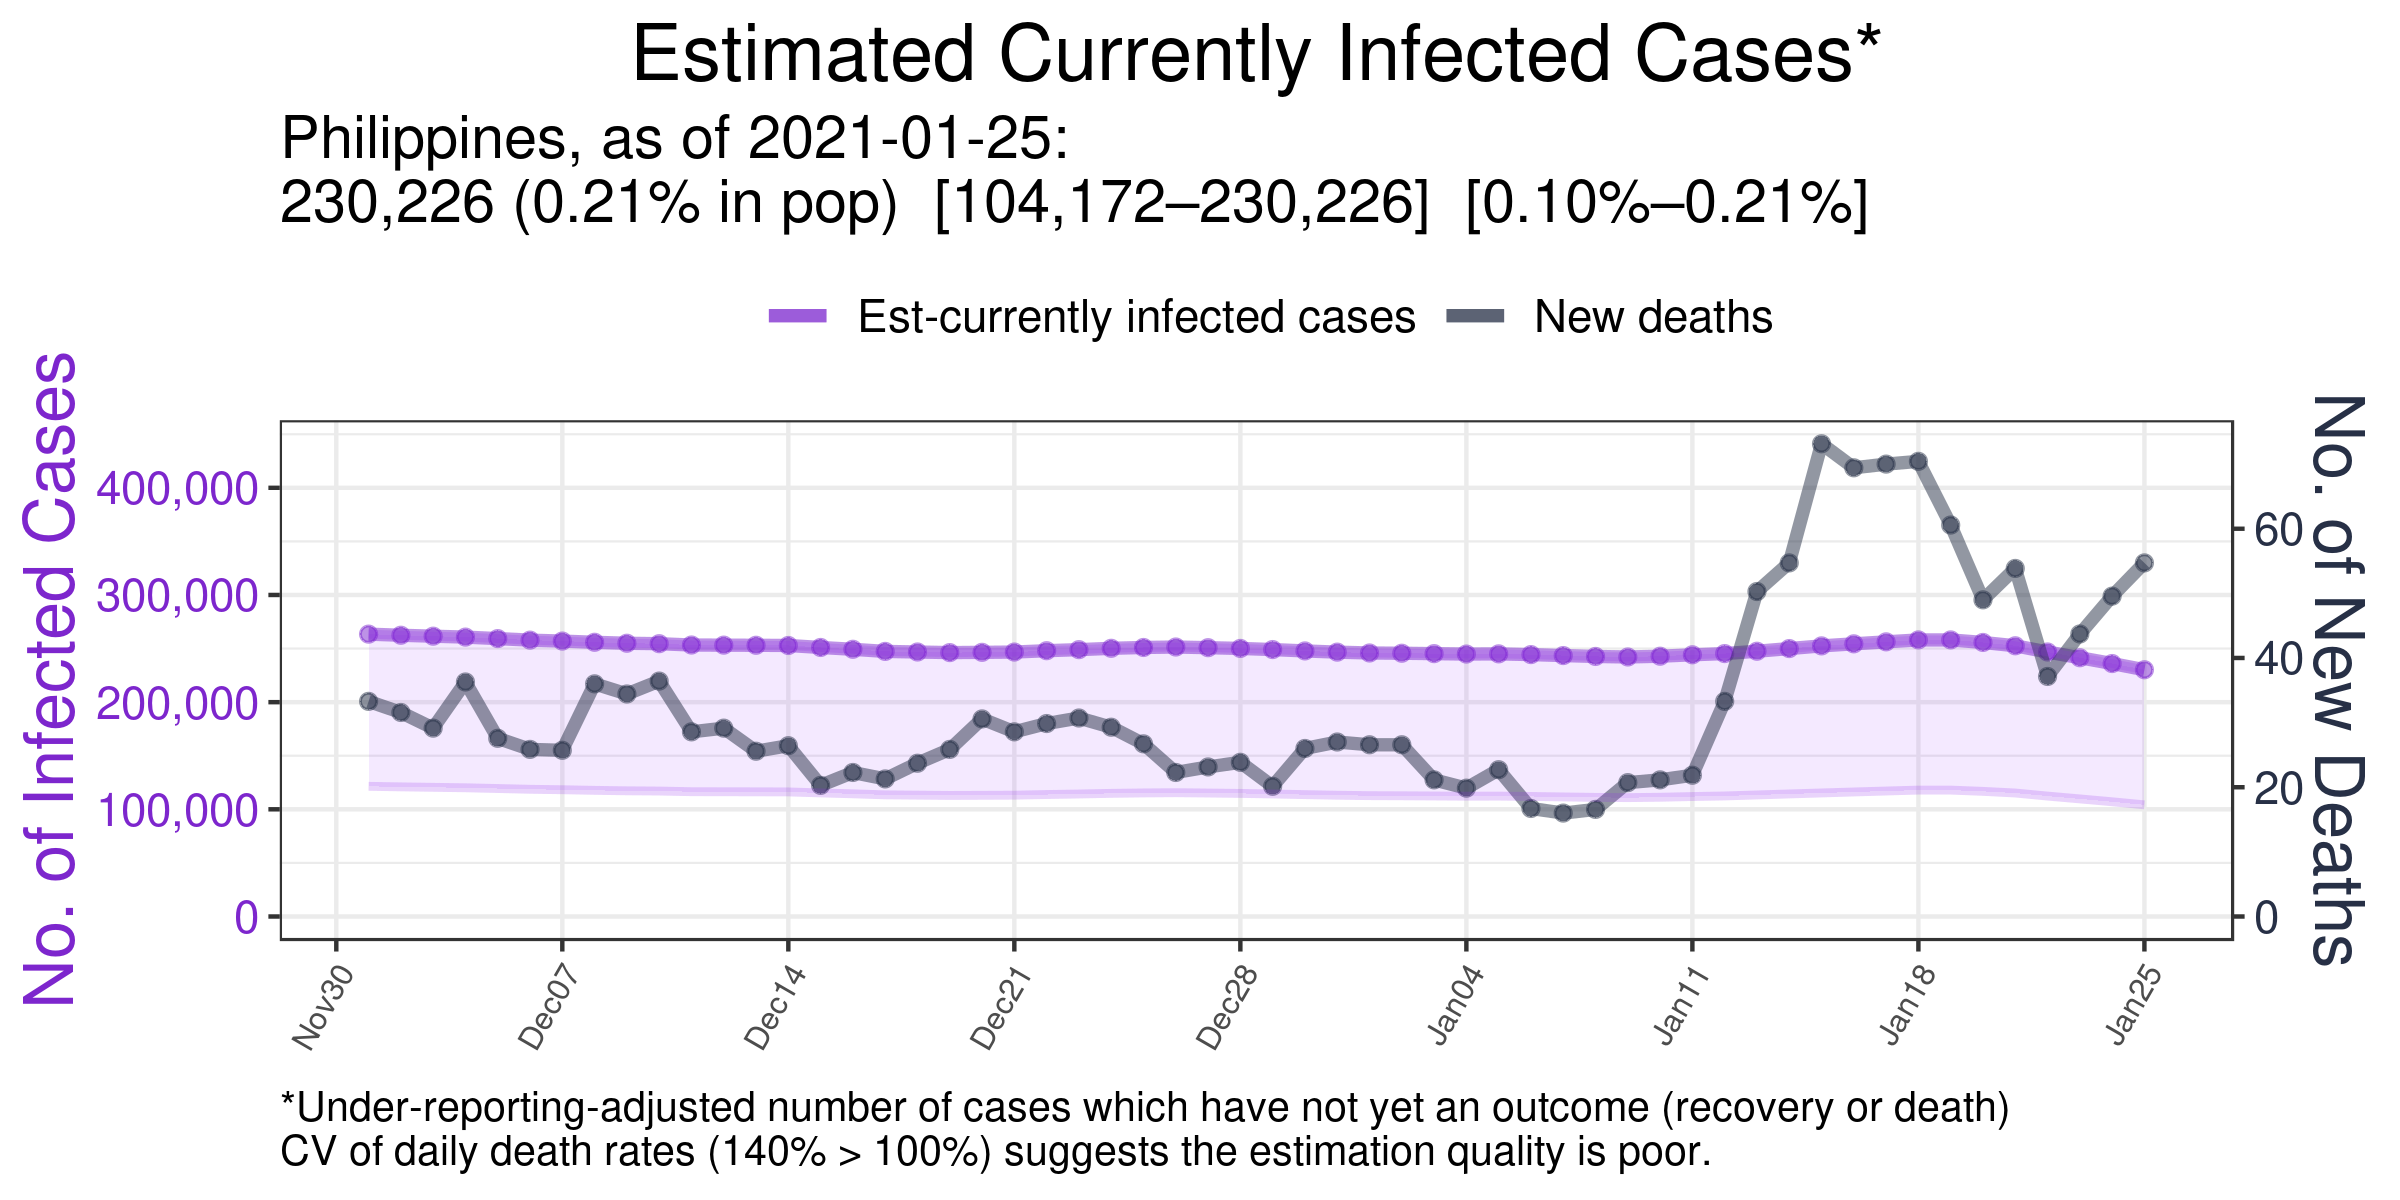 Estimated Currently Infected Cases*
Philippines, as of 2021-01-25:
230,226 (0.21% in pop) [104,172–230,226] [0.10%–0.21%]
Est-currently infected cases
New deaths
No. of Infected Cases
400,000
300,000
200,000
100,000
0
60
40
20
0
No. of New Deaths
Nov30
Dec07
Dec14
Dec21
Dec28
Jan04
Jan11
Jan18
Jan25
*Under-reporting-adjusted number of cases which have not yet an outcome (recovery or death)
CV of daily death rates (140% > 100%) suggests the estimation quality is poor.